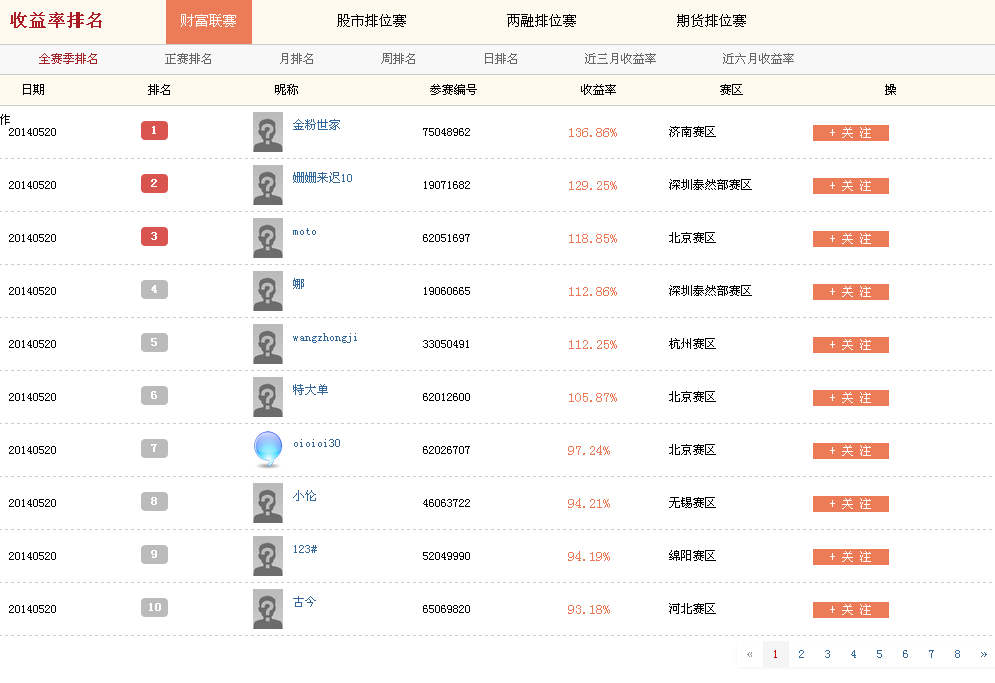 收益率排名 财富联赛 股市排位赛 两融排位赛 期货排位赛
全赛季排名 正赛排名 月排名 周排名 日排名 近三月收益率 近六月收益率
日期 排名 昵称 参赛编号 收益率 赛区 操
作
20140520 1 金粉世家 75048962 136.86% 济南赛区 + 关 注
20140520 2 姗姗来迟10 19071682 129.25% 深圳泰然部赛区 + 关 注
20140520 3 moto 62051697 118.85% 北京赛区 + 关 注
20140520 4 娜 19060665 112.86% 深圳泰然部赛区 + 关 注
20140520 5 wangzhongji 33050491 112.25% 杭州赛区 + 关 注
20140520 6 特大单 62012600 105.87% 北京赛区 + 关 注
20140520 7 oioioi30 62026707 97.24% 北京赛区 + 关 注
20140520 8 小伦 46063722 94.21% 无锡赛区 + 关 注
20140520 9 123# 52049990 94.19% 绵阳赛区 + 关 注
20140520 10 古今 65069820 93.18% 河北赛区 + 关 注
« 1 2 3 4 5 6 7 8 »